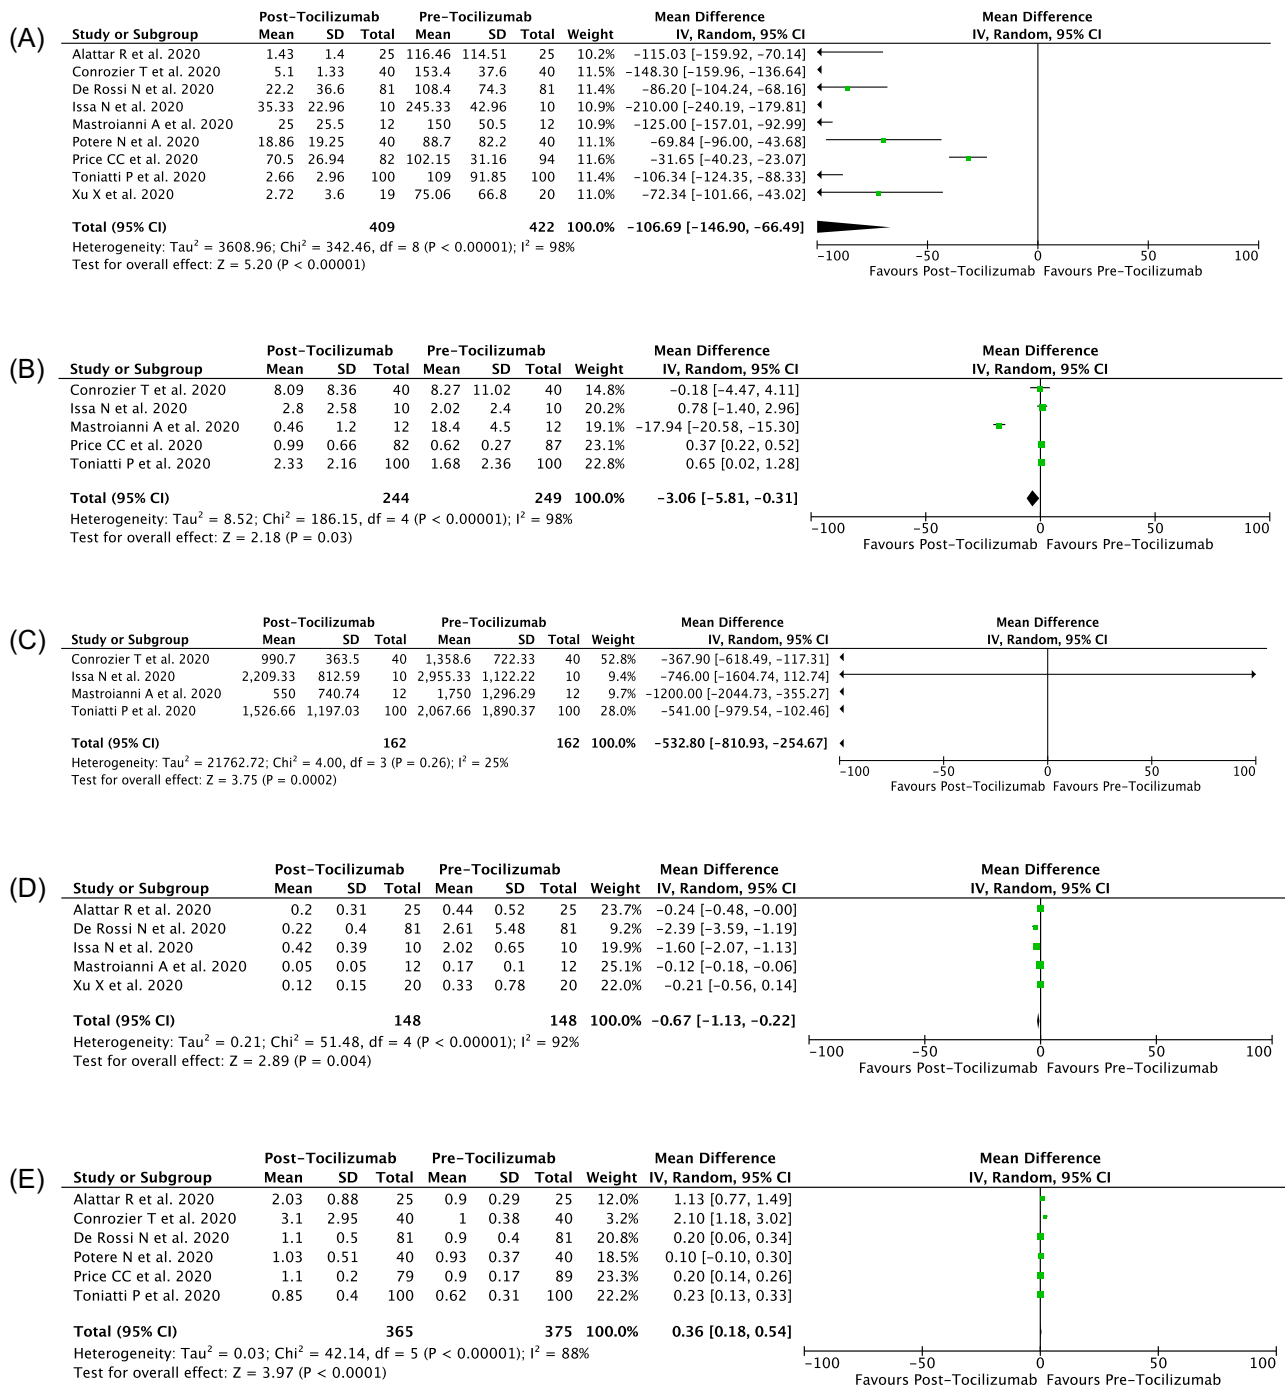 (A)
Post-Tocilizumab Pre-Tocilizumab Mean Difference Mean Difference
Study or Subgroup Mean SD Total Mean SD Total Weight IV, Random, 95% CI IV, Random, 95% CI
Alattar R et al. 2020 1.43 1.4 25 116.46 114.51 25 10.2% -115.03 [-159.92, -70.14]
Conrozier T et al. 2020 5.1 1.33 40 153.4 37.6 40 11.5% -148.30 [-159.96, -136.64]
De Rossi N et al. 2020 22.2 36.6 81 108.4 74.3 81 11.4% -86.20 [-104.24, -68.16]
Issa N et al. 2020 35.33 22.96 10 245.33 42.96 10 10.9% -210.00 [-240.19, -179.81]
Mastroianni A et al. 2020 25 25.5 12 150 50.5 12 10.9% -125.00 [-157.01, -92.99]
Potere N et al. 2020 18.86 19.25 40 88.7 82.2 40 11.1% -69.84 [-96.00, -43.68]
Price CC et al. 2020 70.5 26.94 82 102.15 31.16 94 11.6% -31.65 [-40.23, -23.07]
Toniatti P et al. 2020 2.66 2.96 100 109 91.85 100 11.4% -106.34 [-124.35, -88.33]
Xu X et al. 2020 2.72 3.6 19 75.06 66.8 20 11.0% -72.34 [-101.66, -43.02]
Total (95% CI) 409 422 100.0% -106.69 [-146.90, -66.49]
Heterogeneity: Tau² = 3608.96; Chi² = 342.46, df = 8 (P < 0.00001); I² = 98%
Test for overall effect: Z = 5.20 (P < 0.00001)
-100 -50 0 50 100
Favours Post-Tocilizumab Favours Pre-Tocilizumab
(B)
Post-Tocilizumab Pre-Tocilizumab Mean Difference Mean Difference
Study or Subgroup Mean SD Total Mean SD Total Weight IV, Random, 95% CI IV, Random, 95% CI
Conrozier T et al. 2020 8.09 8.36 40 8.27 11.02 40 14.8% -0.18 [-4.47, 4.11]
Issa N et al. 2020 2.8 2.58 10 2.02 2.4 10 20.2% 0.78 [-1.40, 2.96]
Mastroianni A et al. 2020 0.46 1.2 12 18.4 4.5 12 19.1% -17.94 [-20.58, -15.30]
Price CC et al. 2020 0.99 0.66 82 0.62 0.27 87 23.1% 0.37 [0.22, 0.52]
Toniatti P et al. 2020 2.33 2.16 100 1.68 2.36 100 22.8% 0.65 [0.02, 1.28]
Total (95% CI) 244 249 100.0% -3.06 [-5.81, -0.31]
Heterogeneity: Tau² = 8.52; Chi² = 186.15, df = 4 (P < 0.00001); I² = 98%
Test for overall effect: Z = 2.18 (P = 0.03)
-100 -50 0 50 100
Favours Post-Tocilizumab Favours Pre-Tocilizumab
(C)
Post-Tocilizumab Pre-Tocilizumab Mean Difference Mean Difference
Study or Subgroup Mean SD Total Mean SD Total Weight IV, Random, 95% CI IV, Random, 95% CI
Conrozier T et al. 2020 990.7 363.5 40 1,358.6 722.33 40 52.8% -367.90 [-618.49, -117.31]
Issa N et al. 2020 2,209.33 812.59 10 2,955.33 1,122.22 10 9.4% -746.00 [-1604.74, 112.74]
Mastroianni A et al. 2020 550 740.74 12 1,750 1,296.29 12 9.7% -1200.00 [-2044.73, -355.27]
Toniatti P et al. 2020 1,526.66 1,197.03 100 2,067.66 1,890.37 100 28.0% -541.00 [-979.54, -102.46]
Total (95% CI) 162 162 100.0% -532.80 [-810.93, -254.67]
Heterogeneity: Tau² = 21762.72; Chi² = 4.00, df = 3 (P = 0.26); I² = 25%
Test for overall effect: Z = 3.75 (P = 0.0002)
-100 -50 0 50 100
Favours Post-Tocilizumab Favours Pre-Tocilizumab
(D)
Post-Tocilizumab Pre-Tocilizumab Mean Difference Mean Difference
Study or Subgroup Mean SD Total Mean SD Total Weight IV, Random, 95% CI IV, Random, 95% CI
Alattar R et al. 2020 0.2 0.31 25 0.44 0.52 25 23.7% -0.24 [-0.48, -0.00]
De Rossi N et al. 2020 0.22 0.4 81 2.61 5.48 81 9.2% -2.39 [-3.59, -1.19]
Issa N et al. 2020 0.42 0.39 10 2.02 0.65 10 19.9% -1.60 [-2.07, -1.13]
Mastroianni A et al. 2020 0.05 0.05 12 0.17 0.1 12 25.1% -0.12 [-0.18, -0.06]
Xu X et al. 2020 0.12 0.15 20 0.33 0.78 20 22.0% -0.21 [-0.56, 0.14]
Total (95% CI) 148 148 100.0% -0.67 [-1.13, -0.22]
Heterogeneity: Tau² = 0.21; Chi² = 51.48, df = 4 (P < 0.00001); I² = 92%
Test for overall effect: Z = 2.89 (P = 0.004)
-100 -50 0 50 100
Favours Post-Tocilizumab Favours Pre-Tocilizumab
(E)
Post-Tocilizumab Pre-Tocilizumab Mean Difference Mean Difference
Study or Subgroup Mean SD Total Mean SD Total Weight IV, Random, 95% CI IV, Random, 95% CI
Alattar R et al. 2020 2.03 0.88 25 0.9 0.29 25 12.0% 1.13 [0.77, 1.49]
Conrozier T et al. 2020 3.1 2.95 40 1 0.38 40 3.2% 2.10 [1.18, 3.02]
De Rossi N et al. 2020 1.1 0.5 81 0.9 0.4 81 20.8% 0.20 [0.06, 0.34]
Potere N et al. 2020 1.03 0.51 40 0.93 0.37 40 18.5% 0.10 [-0.10, 0.30]
Price CC et al. 2020 1.1 0.2 79 0.9 0.17 89 23.3% 0.20 [0.14, 0.26]
Toniatti P et al. 2020 0.85 0.4 100 0.62 0.31 100 22.2% 0.23 [0.13, 0.33]
Total (95% CI) 365 375 100.0% 0.36 [0.18, 0.54]
Heterogeneity: Tau² = 0.03; Chi² = 42.14, df = 5 (P < 0.00001); I² = 88%
Test for overall effect: Z = 3.97 (P < 0.0001)
-100 -50 0 50 100
Favours Post-Tocilizumab Favours Pre-Tocilizumab